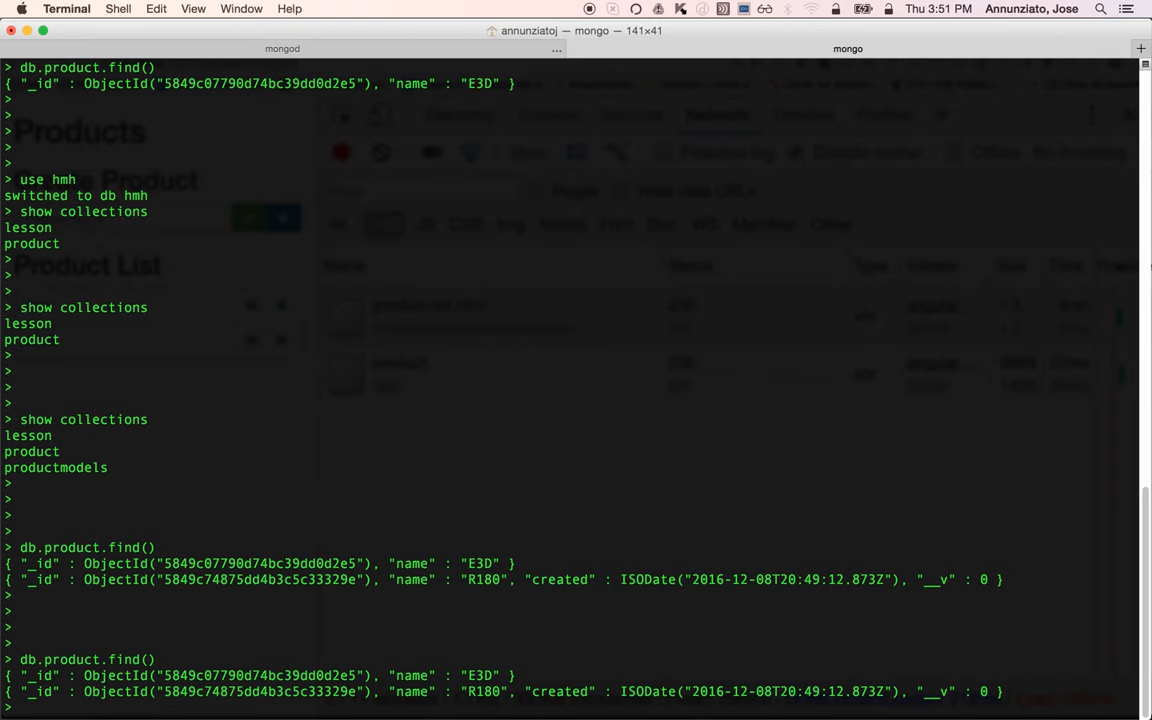 Terminal Shell Edit View Window Help Thu 3:51 PM Annunziato, Jose
annunziatoj — mongo — 141×41
mongod ... mongo +
> db.product.find()
{ "_id" : ObjectId("5849c07790d74bc39dd0d2e5"), "name" : "E3D" }
>
>
>
>
>
> use hmh
switched to db hmh
> show collections
lesson
product
>
>
>
> show collections
lesson
product
>
>
>
>
> show collections
lesson
product
productmodels
>
>
>
>
> db.product.find()
{ "_id" : ObjectId("5849c07790d74bc39dd0d2e5"), "name" : "E3D" }
{ "_id" : ObjectId("5849c74875dd4b3c5c33329e"), "name" : "R180", "created" : ISODate("2016-12-08T20:49:12.873Z"), "__v" : 0 }
>
>
>
>
> db.product.find()
{ "_id" : ObjectId("5849c07790d74bc39dd0d2e5"), "name" : "E3D" }
{ "_id" : ObjectId("5849c74875dd4b3c5c33329e"), "name" : "R180", "created" : ISODate("2016-12-08T20:49:12.873Z"), "__v" : 0 }
>
Products
Product
Product List